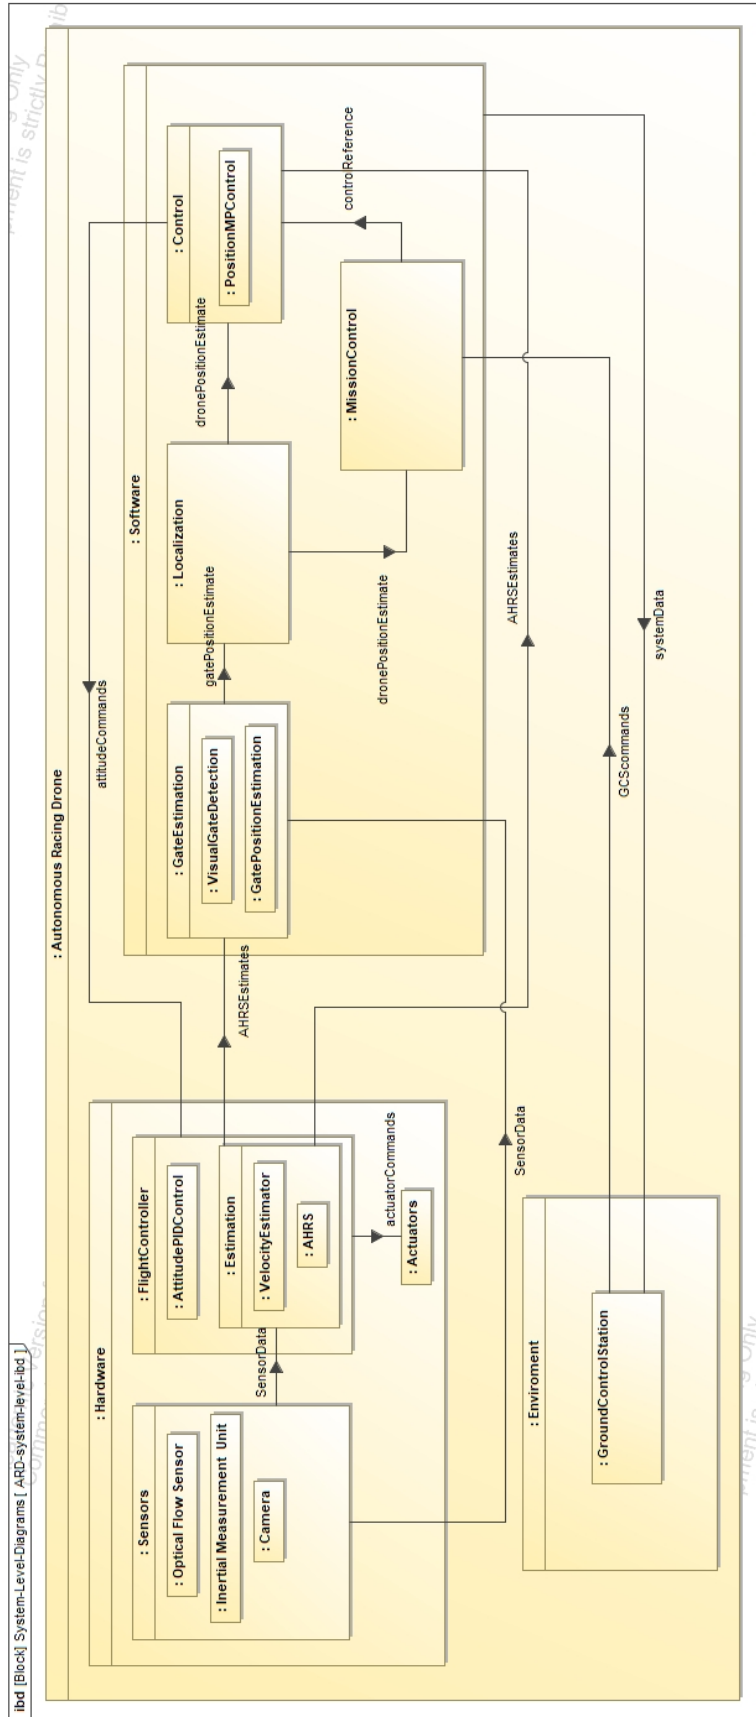 ibd [Block] System-Level-Diagrams [ ARD-system-level-ibd ]
: Autonomous Racing Drone
: Hardware
: Sensors
: Optical Flow Sensor
: Inertial Measurement Unit
: Camera
SensorData
: FlightController
: AttitudePIDControl
: Estimation
: VelocityEstimator
: AHRS
actuatorCommands
: Actuators
attitudeCommands
AHRSEstimates
: Software
: GateEstimation
: VisualGateDetection
: GatePositionEstimation
gatePositionEstimate
: Localization
dronePositionEstimate
: Control
: PositionMPControl
dronePositionEstimate
: MissionControl
controlReference
SensorData
AHRSEstimates
: Enviroment
: GroundControlStation
GCScommands
systemData